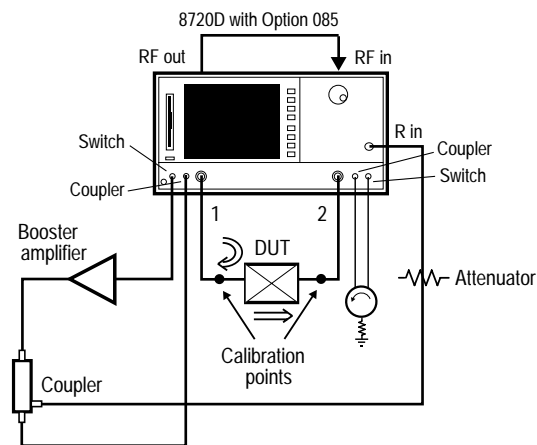 8720D with Option 085
RF out
RF in
R in
Switch
Coupler
Coupler
Switch
1
2
Booster
amplifier
DUT
Attenuator
Calibration
points
Coupler